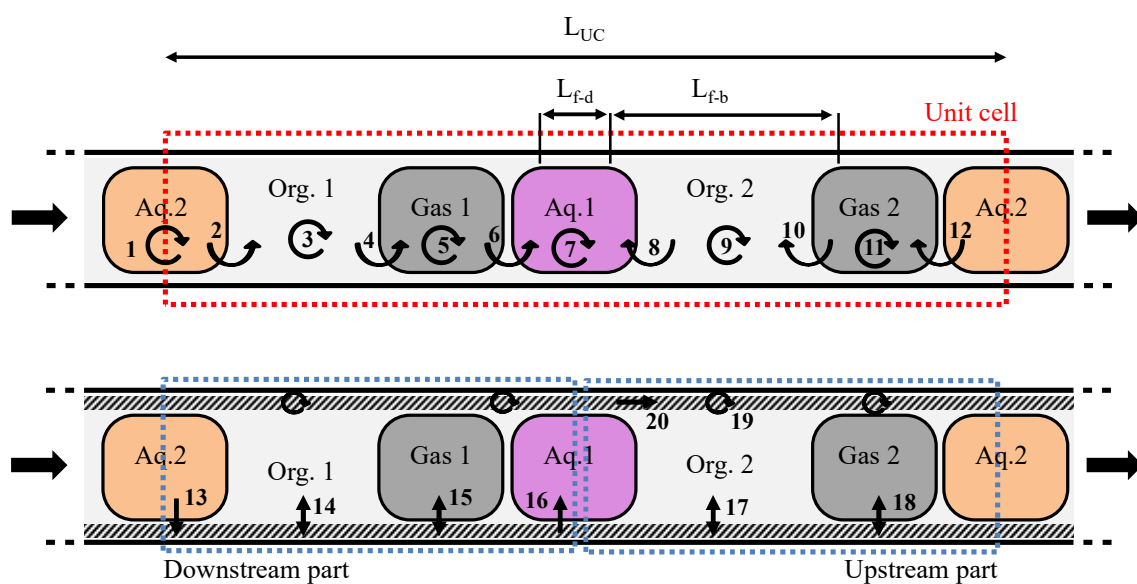 L_UC
L_f-d L_f-b
Unit cell
Org. 1 Org. 2
Aq.2 Gas 1 Aq.1 Gas 2 Aq.2
1 2 3 4 5 6 7 8 9 10 11 12
20 19
Aq.2 Org. 1 Gas 1 Aq.1 Org. 2 Gas 2 Aq.2
13 14 15 16 17 18
Downstream part Upstream part